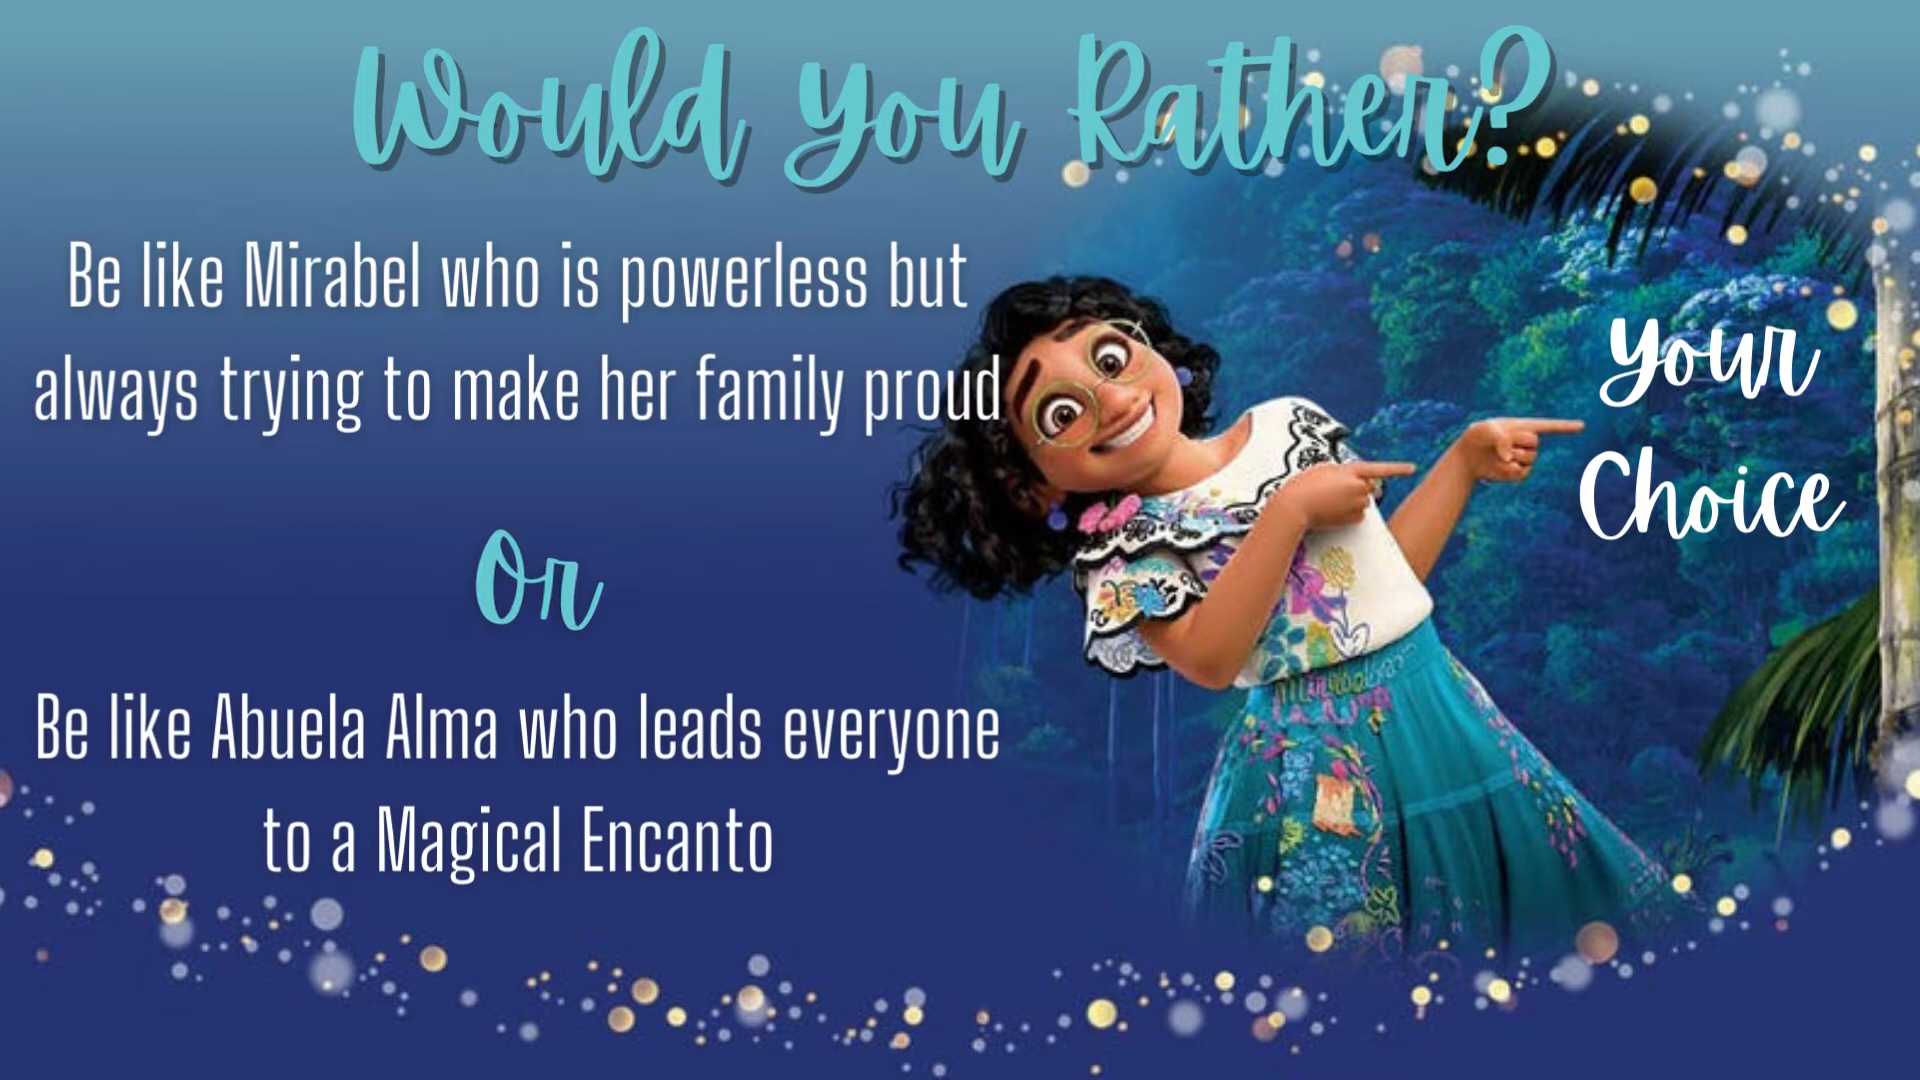 Would You Rather?
Be like Mirabel who is powerless but
always trying to make her family proud
Or
Be like Abuela Alma who leads everyone
to a Magical Encanto
Your
Choice